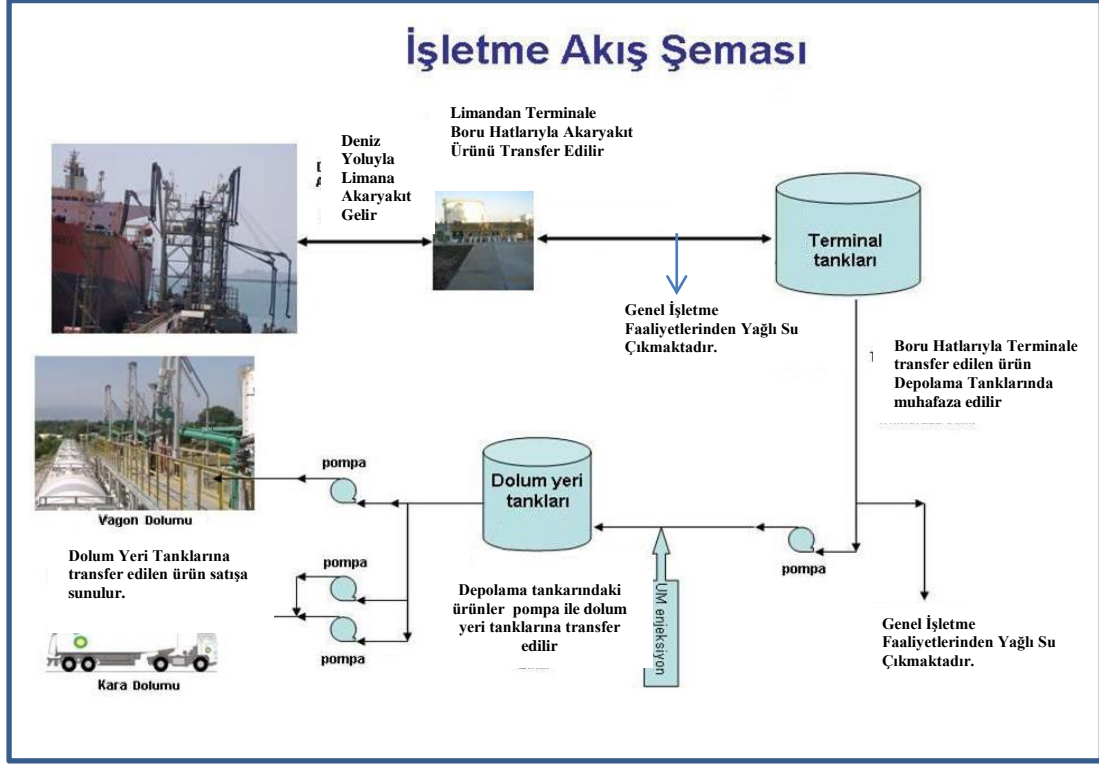 İşletme Akış Şeması
Limandan Terminale
Boru Hatlarıyla Akaryakıt
Ürünü Transfer Edilir
Deniz
Yoluyla
Limana
Akaryakıt
Gelir
Terminal
tankları
Genel İşletme
Faaliyetlerinden Yağlı Su
Çıkmaktadır.
Boru Hatlarıyla Terminale
transfer edilen ürün
Depolama Tanklarında
muhafaza edilir
pompa
Dolum yeri
tankları
Vagon Dolumu
Dolum Yeri Tanklarına
transfer edilen ürün satışa
sunulur.
pompa
Depolama tankarındaki
ürünler pompa ile dolum
yeri tanklarına transfer
edilir
UM enjeksiyon
Genel İşletme
Faaliyetlerinden Yağlı Su
Çıkmaktadır.
pompa
Kara Dolumu